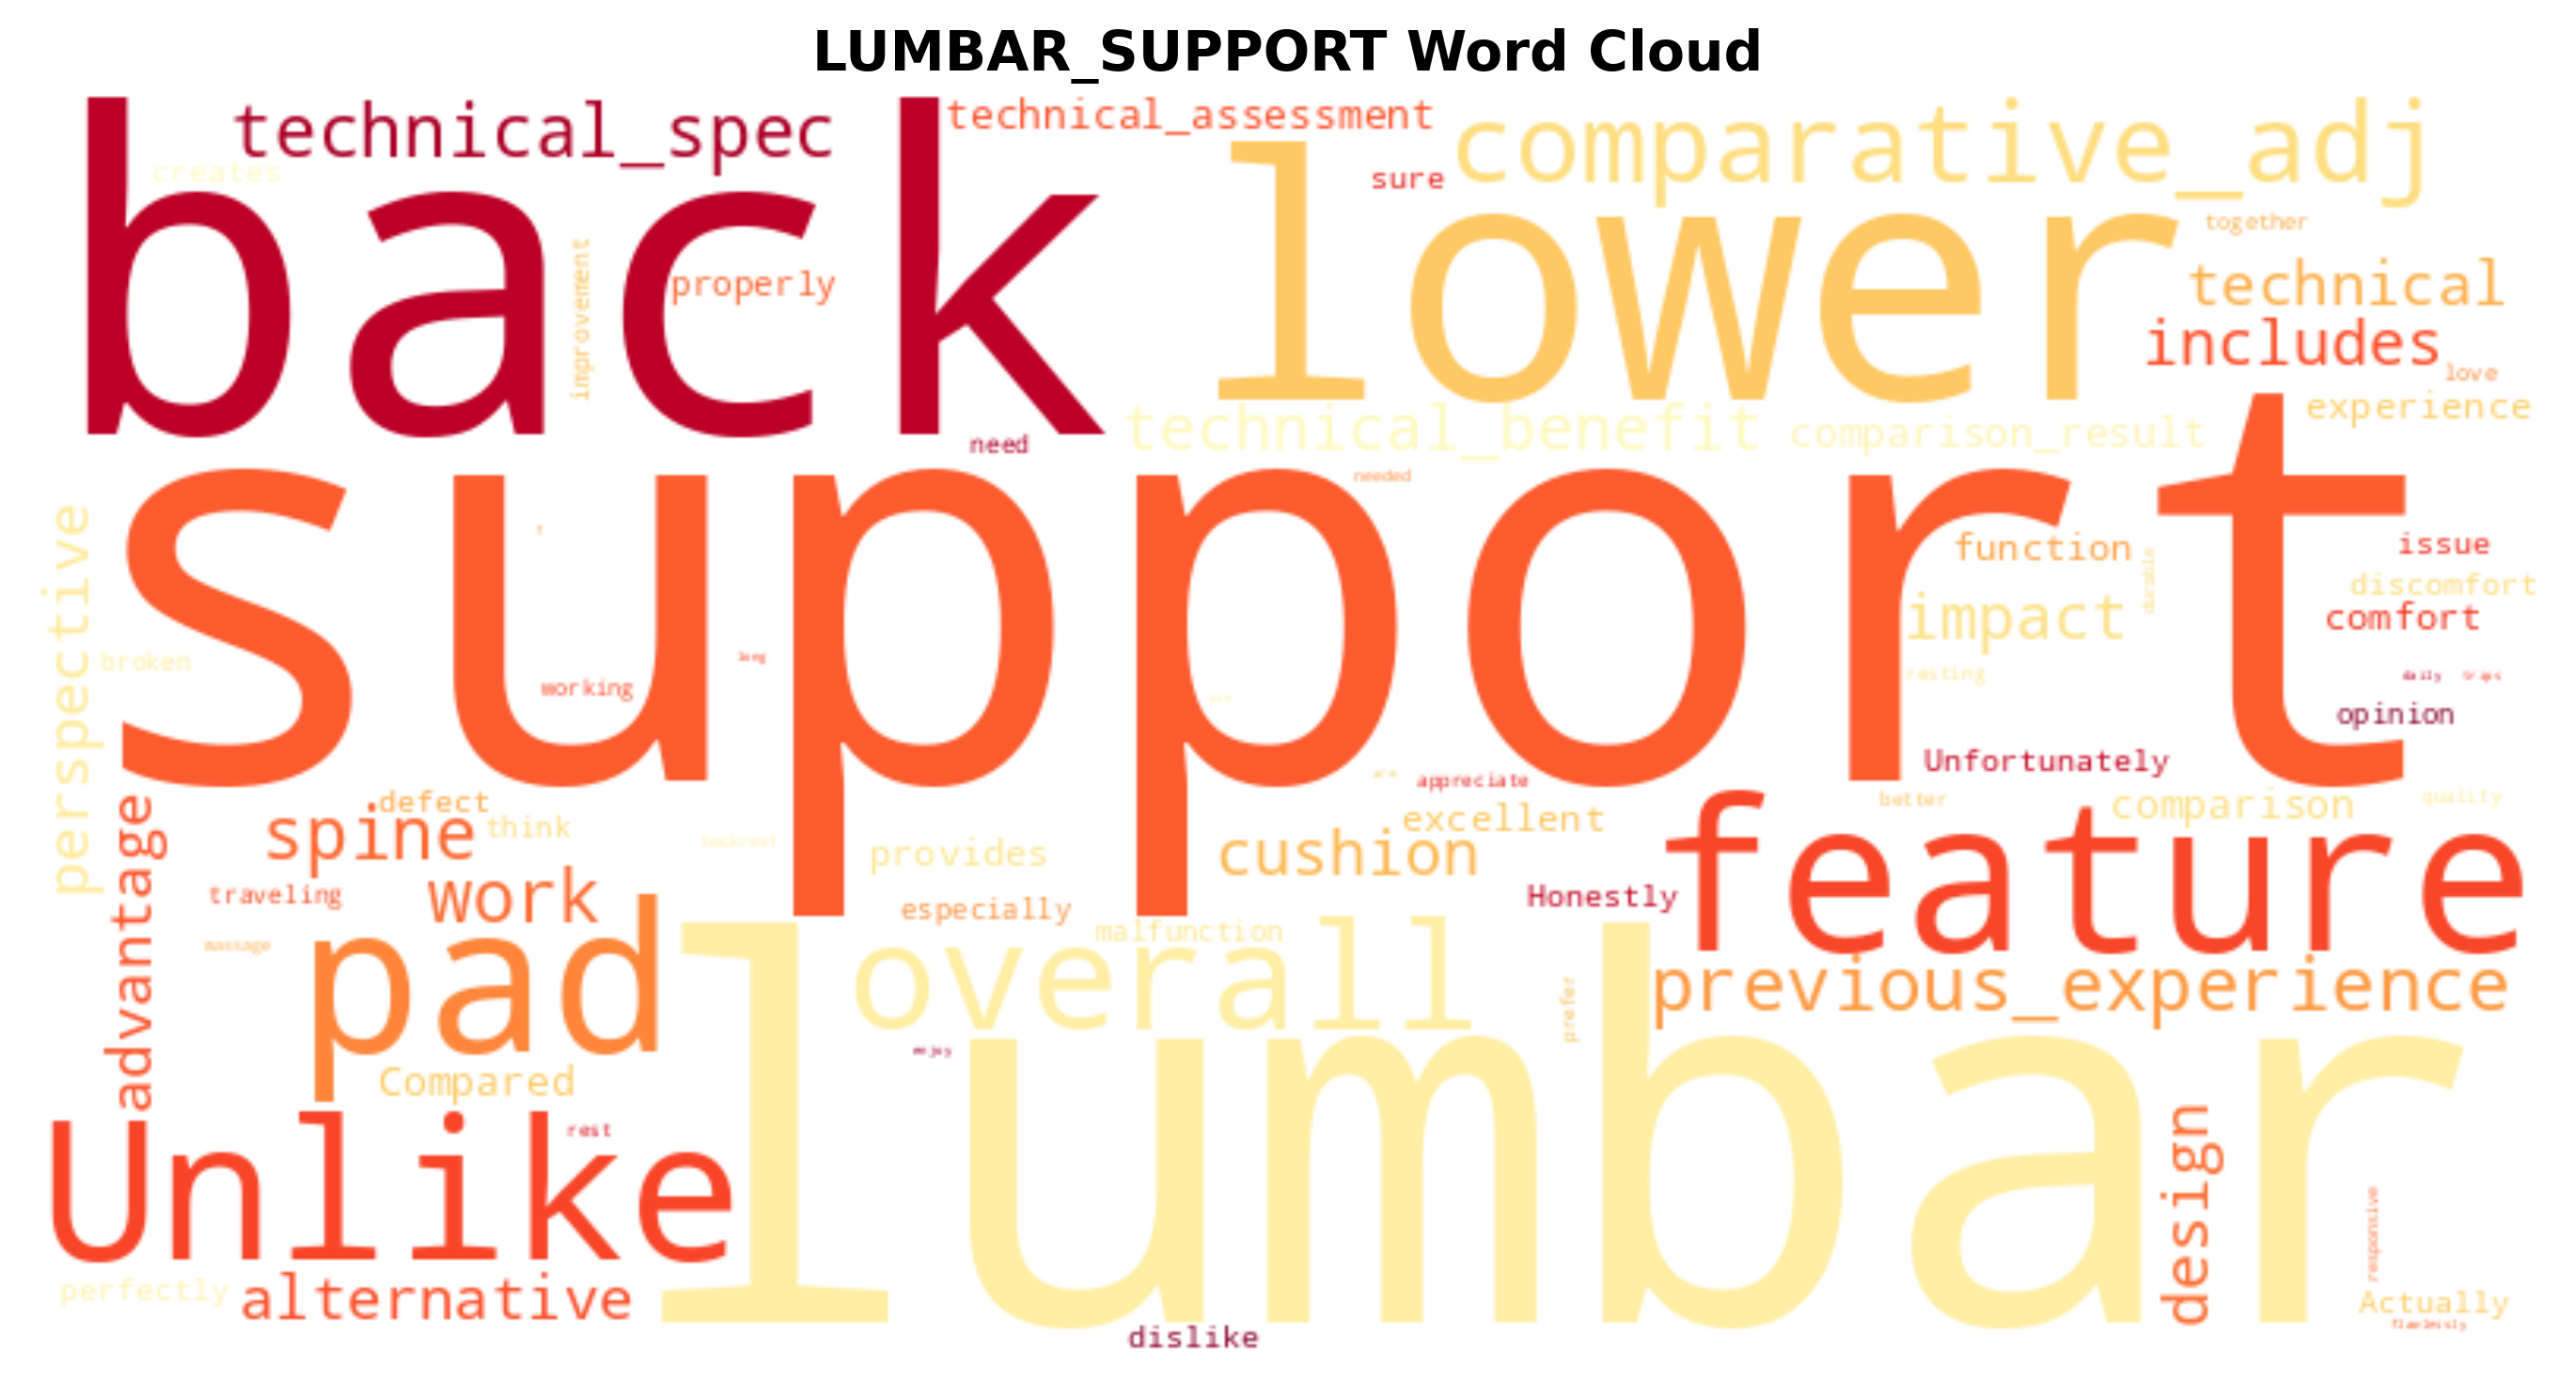 LUMBAR_SUPPORT Word Cloud
back
technical_spec
technical_assessment
comparative_adj
creates
sure
lower
together
improvement
properly
technical
includes
love
experience
need
technical_benefit
comparison_result
support
needed
perspective
function
issue
durable
discomfort
impact
comfort
broken
working
long
resting
daily
trips
opinion
Unfortunately
appreciate
advantage
defect
spine
think
backrest
provides
cushion
excellent
better
comparison
quality
feature
traveling
work
especially
Honestly
malfunction
massage
pad
overall
previous_experience
prefer
enjoy
lumbar
Compared
Unlike
rest
design
responsive
perfectly
alternative
Actually
flawlessly
dislike